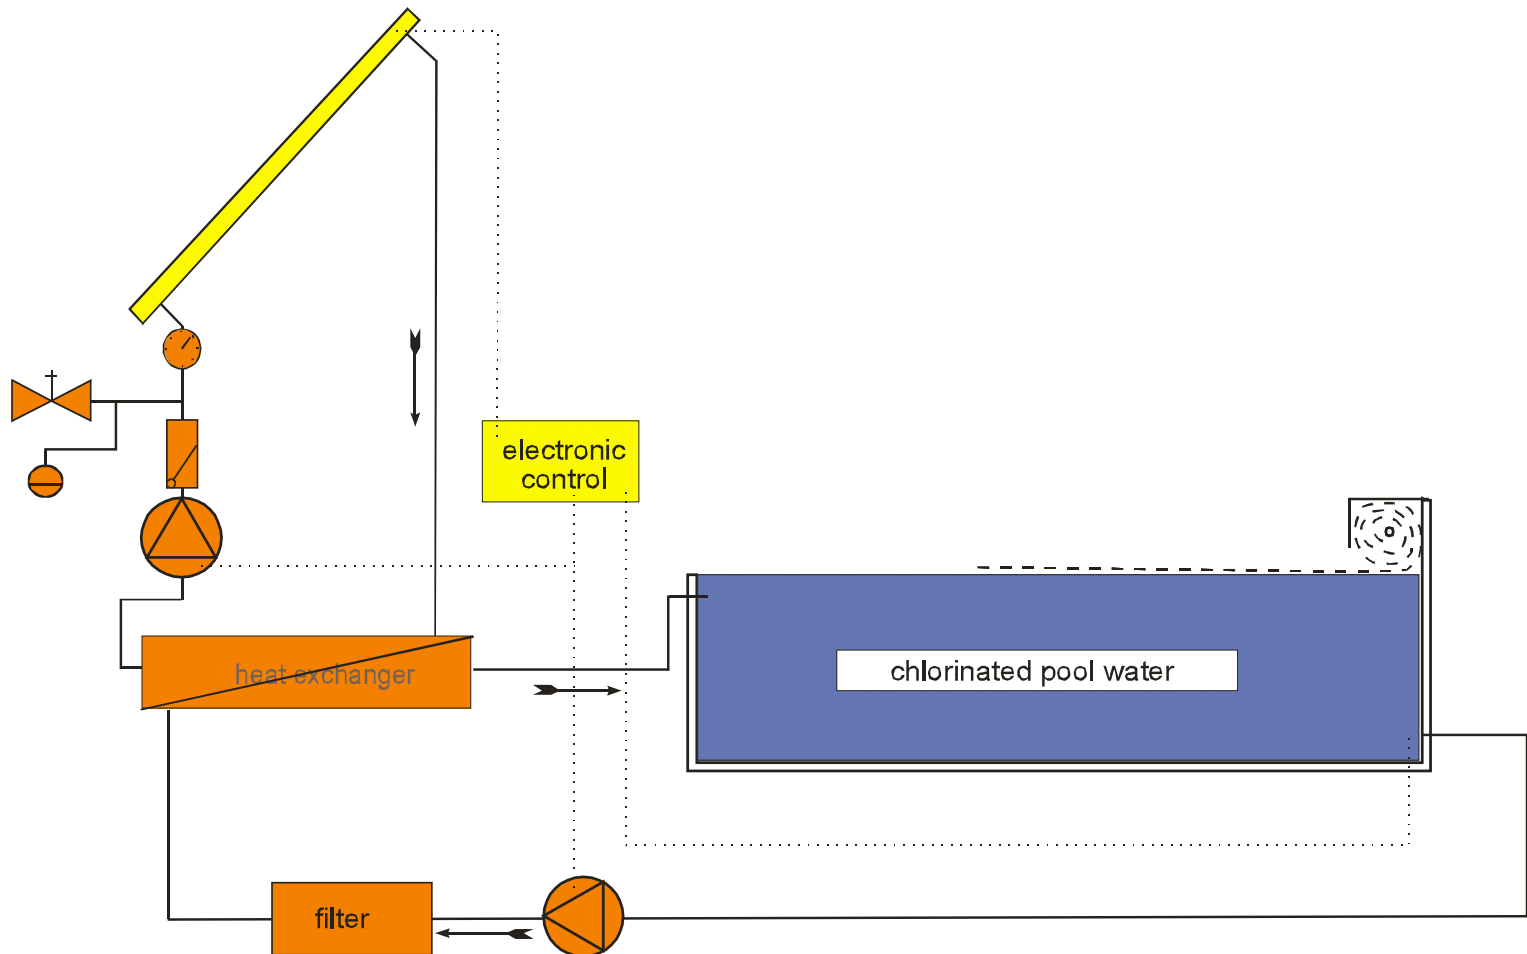 electronic
control
heat exchanger
chlorinated pool water
filter